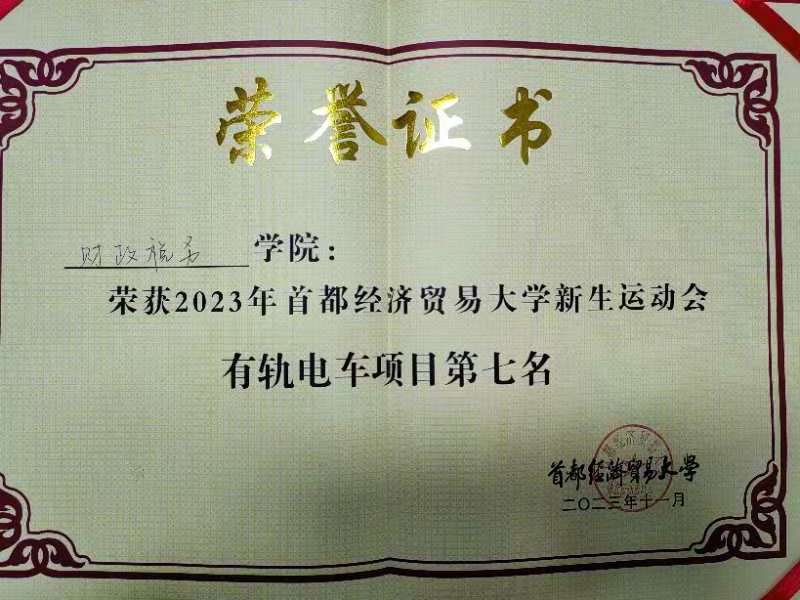 荣誉证书
财政税务学院：
荣获2023年首都经济贸易大学新生运动会
有轨电车项目第七名
首都经济贸易大学
二〇二三年十一月